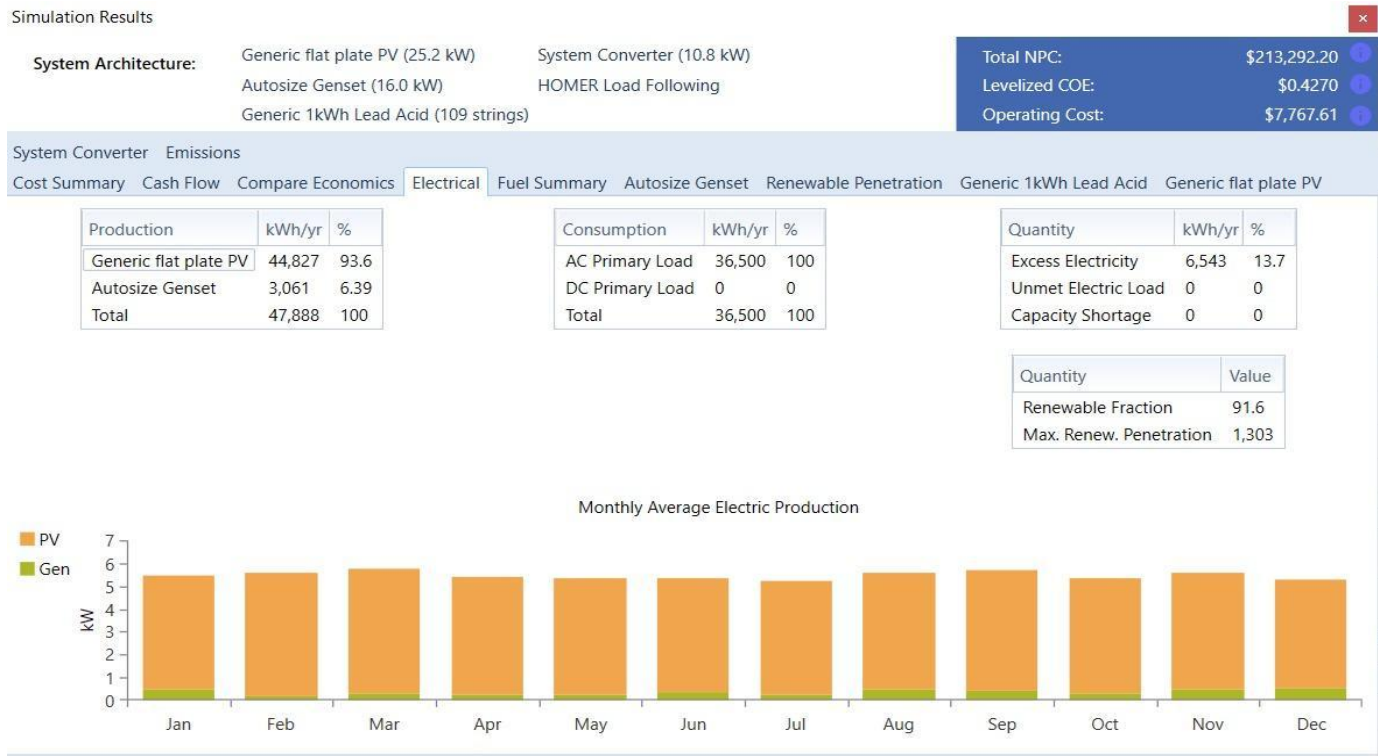 Simulation Results
×
System Architecture:
Generic flat plate PV (25.2 kW)
Autosize Genset (16.0 kW)
Generic 1kWh Lead Acid (109 strings)
System Converter (10.8 kW)
HOMER Load Following
Total NPC: $213,292.20
Levelized COE: $0.4270
Operating Cost: $7,767.61
System Converter Emissions
Cost Summary Cash Flow Compare Economics Electrical Fuel Summary Autosize Genset Renewable Penetration Generic 1kWh Lead Acid Generic flat plate PV
Production kWh/yr %
Generic flat plate PV 44,827 93.6
Autosize Genset 3,061 6.39
Total 47,888 100
Consumption kWh/yr %
AC Primary Load 36,500 100
DC Primary Load 0 0
Total 36,500 100
Quantity kWh/yr %
Excess Electricity 6,543 13.7
Unmet Electric Load 0 0
Capacity Shortage 0 0
Quantity Value
Renewable Fraction 91.6
Max. Renew. Penetration 1,303
Monthly Average Electric Production
PV
Gen
kW
7
6
5
4
3
2
1
0
Jan Feb Mar Apr May Jun Jul Aug Sep Oct Nov Dec